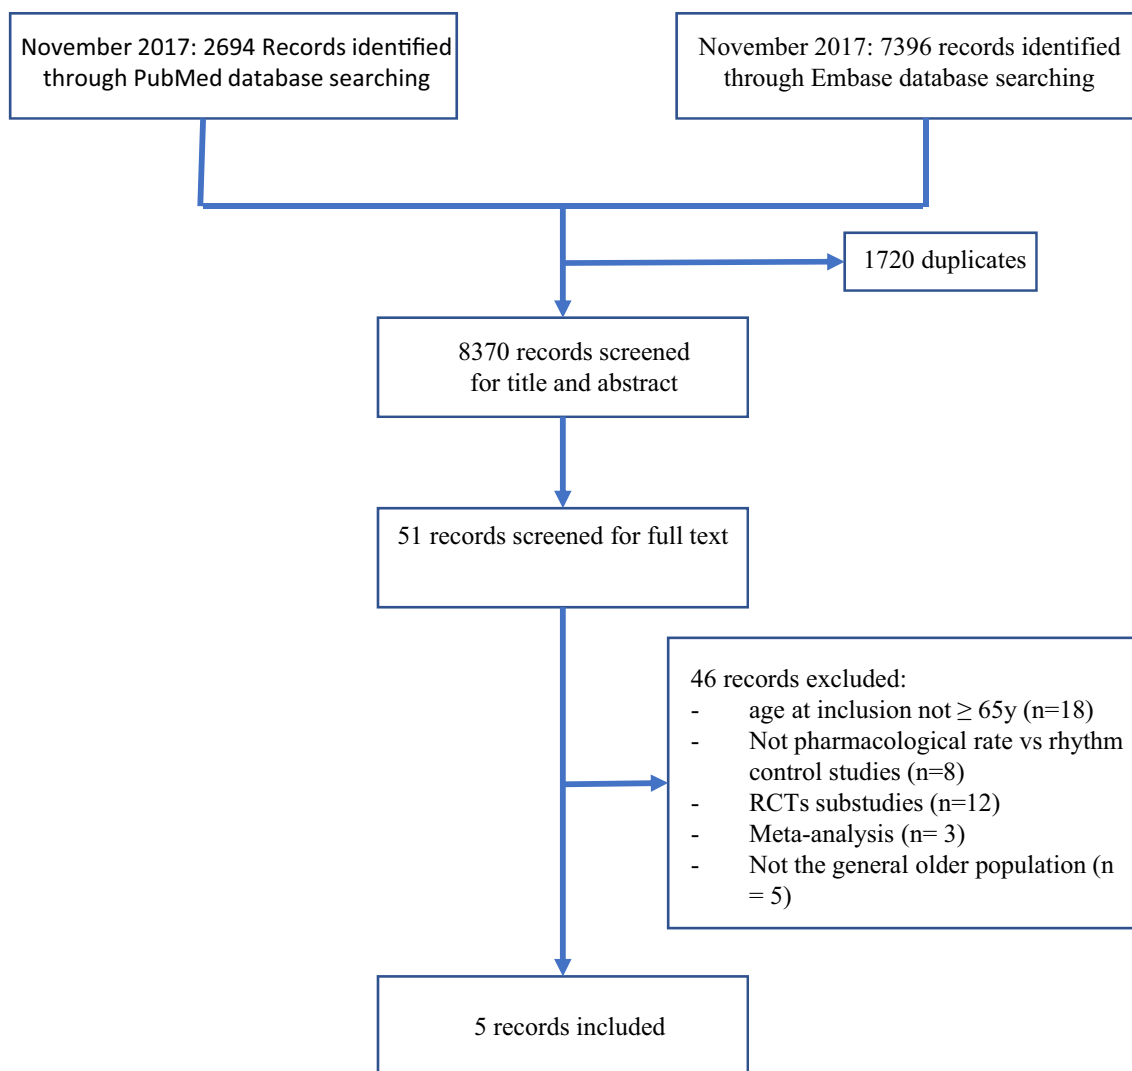 November 2017: 2694 Records identified
through PubMed database searching
November 2017: 7396 records identified
through Embase database searching
1720 duplicates
8370 records screened
for title and abstract
51 records screened for full text
46 records excluded:
- age at inclusion not ≥ 65y (n=18)
- Not pharmacological rate vs rhythm
control studies (n=8)
- RCTs substudies (n=12)
- Meta-analysis (n= 3)
- Not the general older population (n
= 5)
5 records included